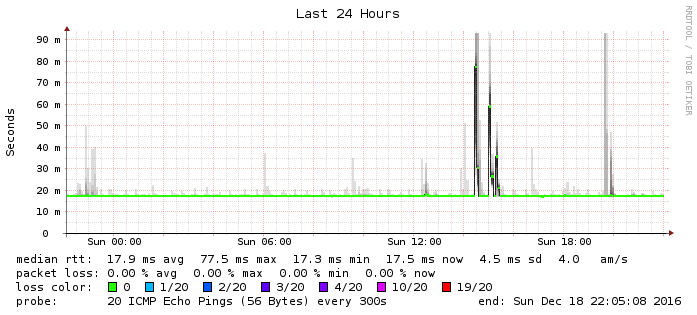 Last 24 Hours
RRDTOOL / TOBI OETIKER
Seconds
90 m
80 m
70 m
60 m
50 m
40 m
30 m
20 m
10 m
0
Sun 00:00 Sun 06:00 Sun 12:00 Sun 18:00
median rtt: 17.9 ms avg 77.5 ms max 17.3 ms min 17.5 ms now 4.5 ms sd 4.0 am/s
packet loss: 0.00 % avg 0.00 % max 0.00 % min 0.00 % now
loss color: 0 1/20 2/20 3/20 4/20 10/20 19/20
probe: 20 ICMP Echo Pings (56 Bytes) every 300s end: Sun Dec 18 22:05:08 2016